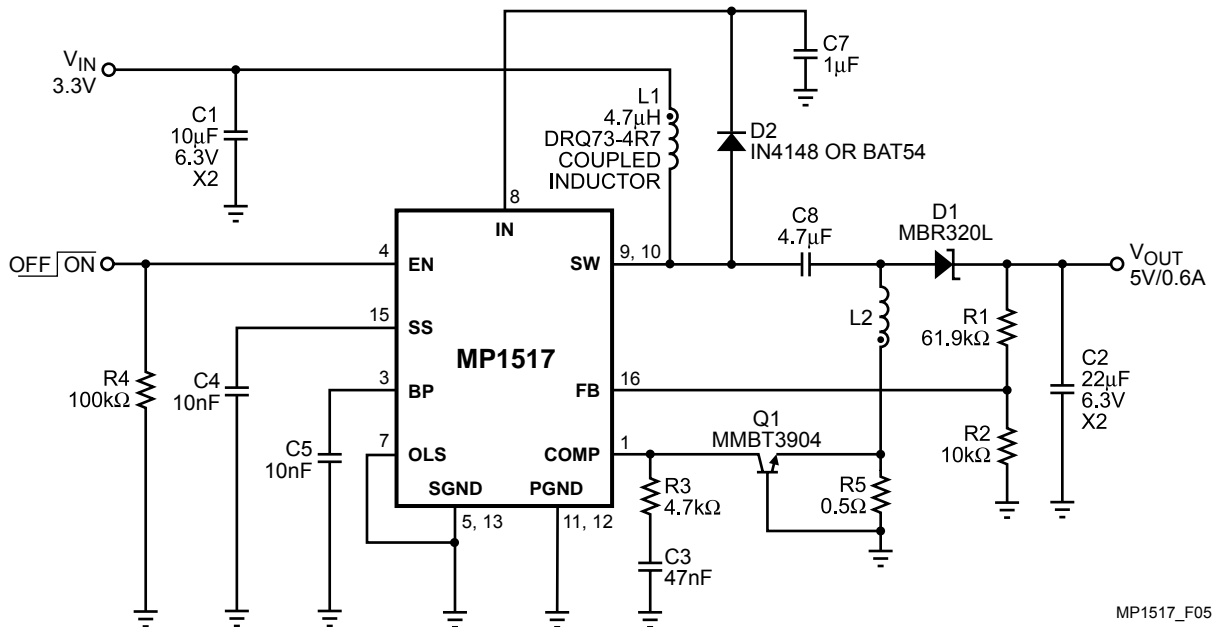 C7
1µF
VIN
3.3V
C1
10µF
6.3V
X2
L1
4.7µH
DRQ73-4R7
COUPLED
INDUCTOR
D2
IN4148 OR BAT54
8
IN
OFF ON
4
EN
SW
9, 10
C8
4.7µF
D1
MBR320L
VOUT
5V/0.6A
15
SS
MP1517
L2
R1
61.9kΩ
C2
22µF
6.3V
X2
R4
100kΩ
C4
10nF
3
BP
FB
16
C5
10nF
7
OLS
COMP
1
Q1
MMBT3904
R2
10kΩ
SGND
PGND
5, 13
11, 12
R3
4.7kΩ
R5
0.5Ω
C3
47nF
MP1517_F05